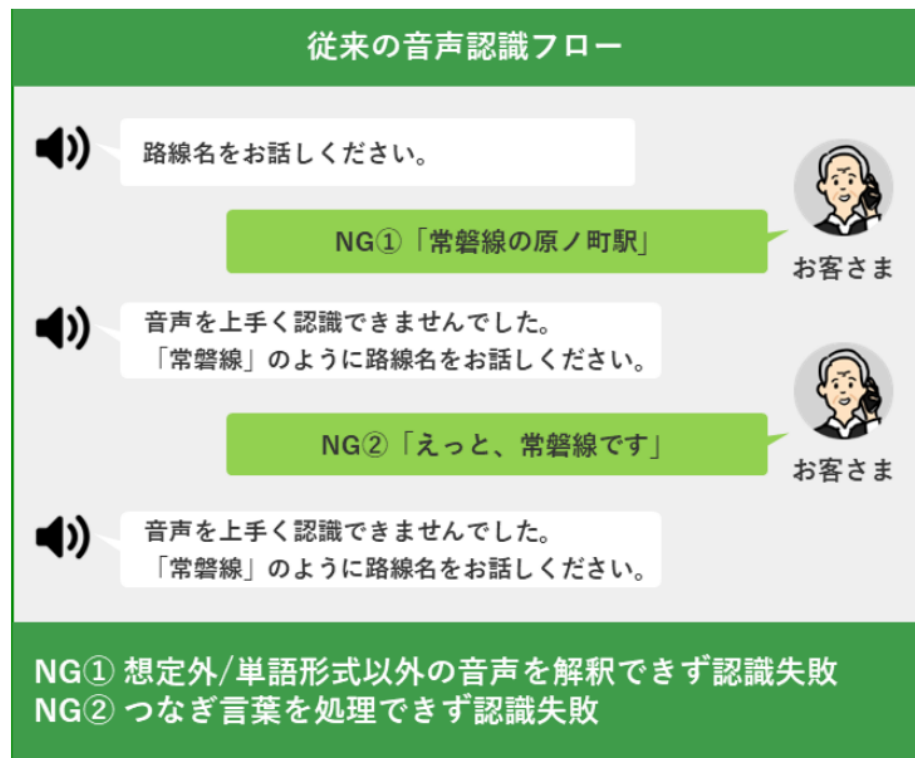 従来の音声認識フロー
路線名をお話しください。
NG①「常磐線の原ノ町駅」
お客さま
音声を上手く認識できませんでした。
「常磐線」のように路線名をお話しください。
NG②「えっと、常磐線です」
お客さま
音声を上手く認識できませんでした。
「常磐線」のように路線名をお話しください。
NG① 想定外/単語形式以外の音声を解釈できず認識失敗
NG② つなぎ言葉を処理できず認識失敗